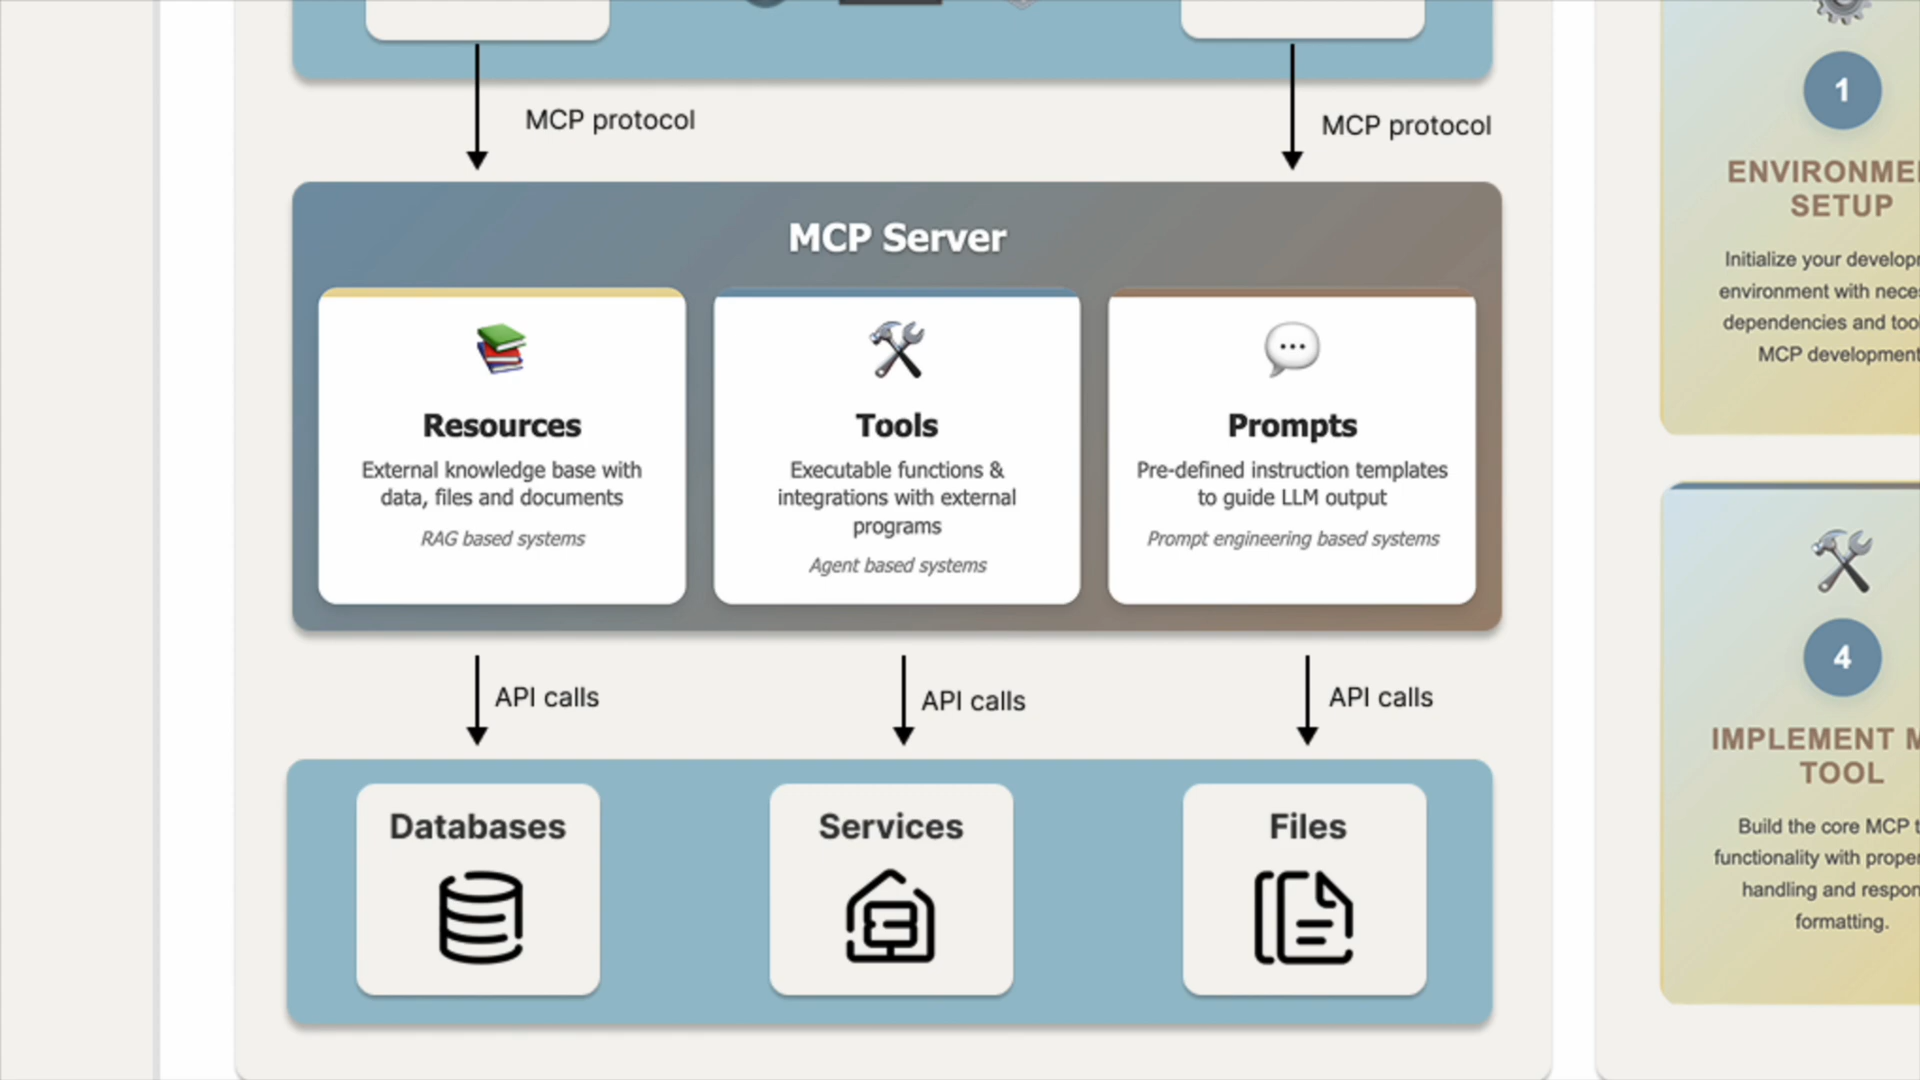 MCP protocol
MCP protocol
MCP Server
Resources
External knowledge base with
data, files and documents
RAG based systems
Tools
Executable functions &
integrations with external
programs
Agent based systems
Prompts
Pre-defined instruction templates
to guide LLM output
Prompt engineering based systems
API calls
API calls
API calls
Databases
Services
Files
1
SETUP
Initialize your
environment with
dependencies and
MCP development
4
IMPLEMENT
TOOL
Build the core MCP
functionality with
handling and
formatting.